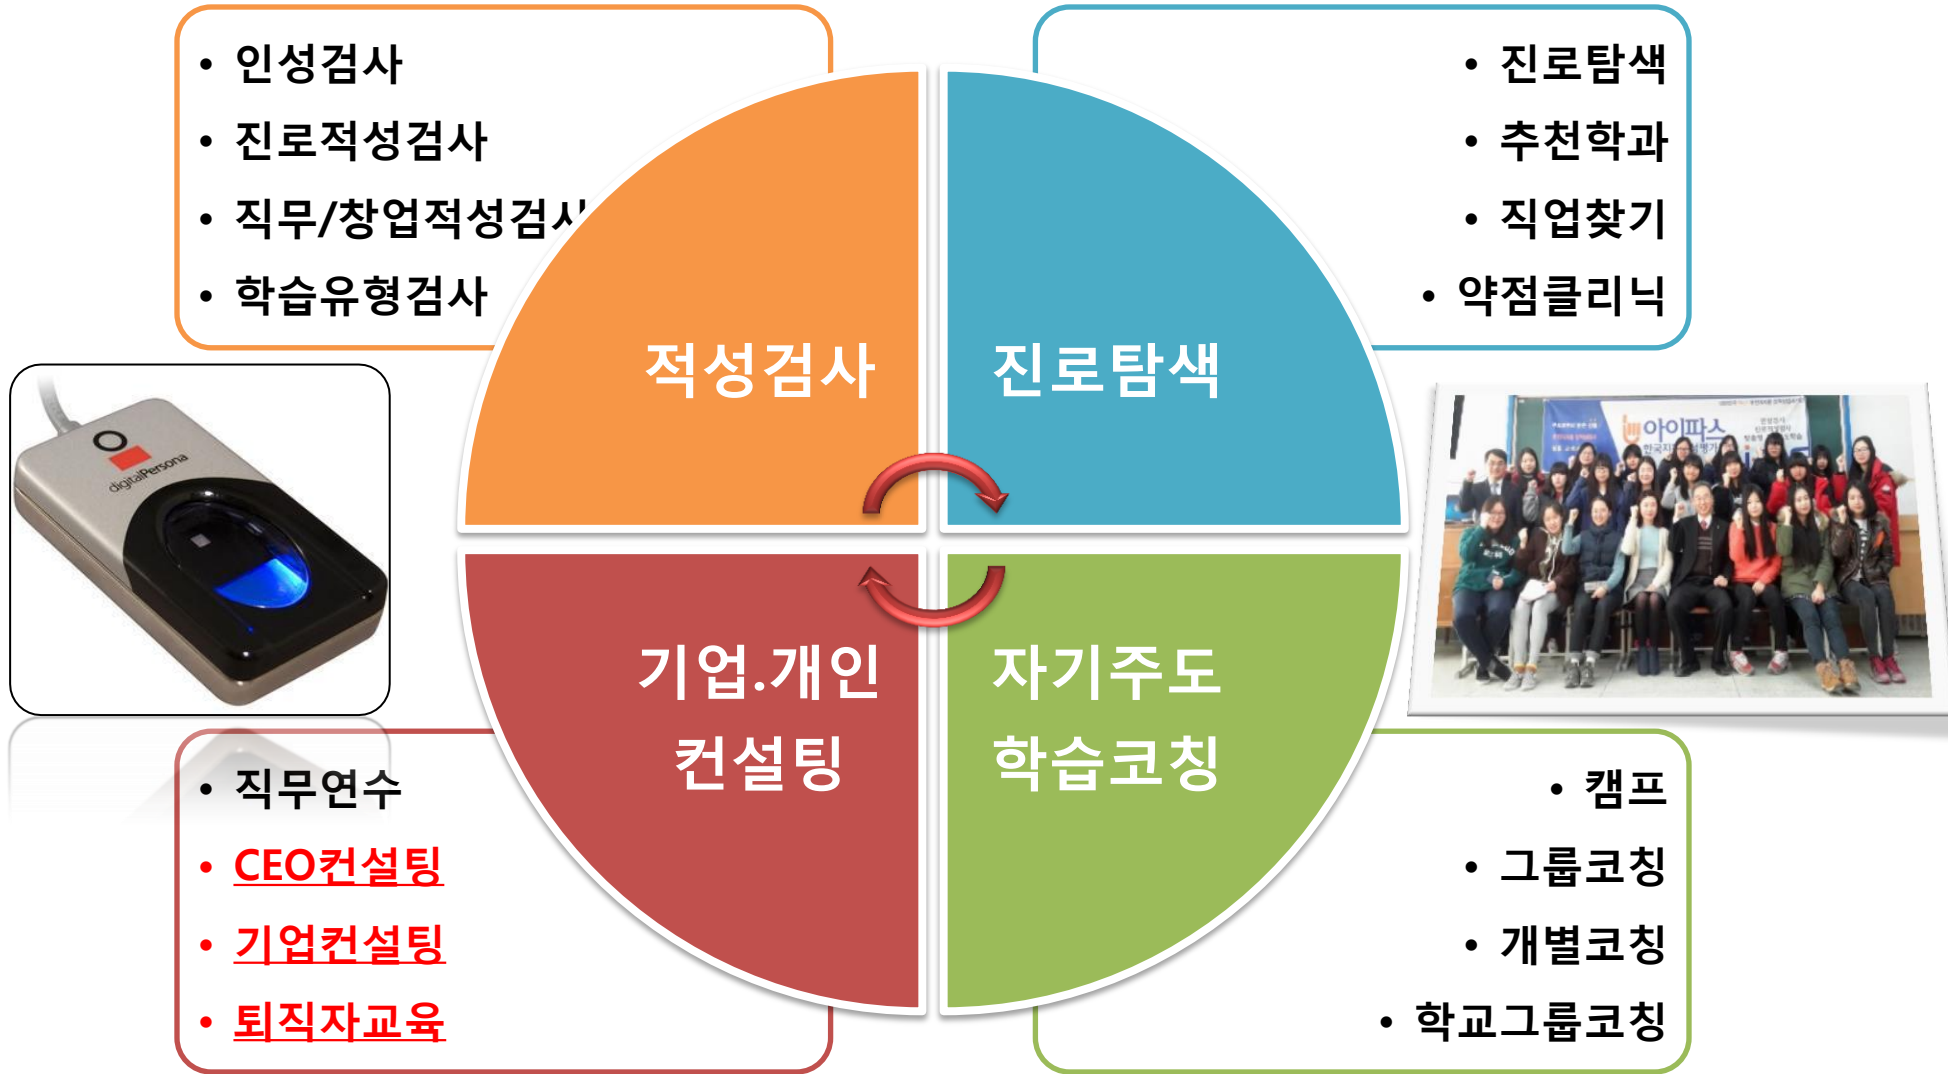 • 인성검사
• 진로적성검사
• 직무/창업적성검사
• 학습유형검사
• 진로탐색
• 추천학과
• 직업찾기
• 약점클리닉
적성검사
진로탐색
digitalPersona
아이파스
기업.개인
컨설팅
자기주도
학습코칭
• 직무연수
• CEO컨설팅
• 기업컨설팅
• 퇴직자교육
• 캠프
• 그룹코칭
• 개별코칭
• 학교그룹코칭